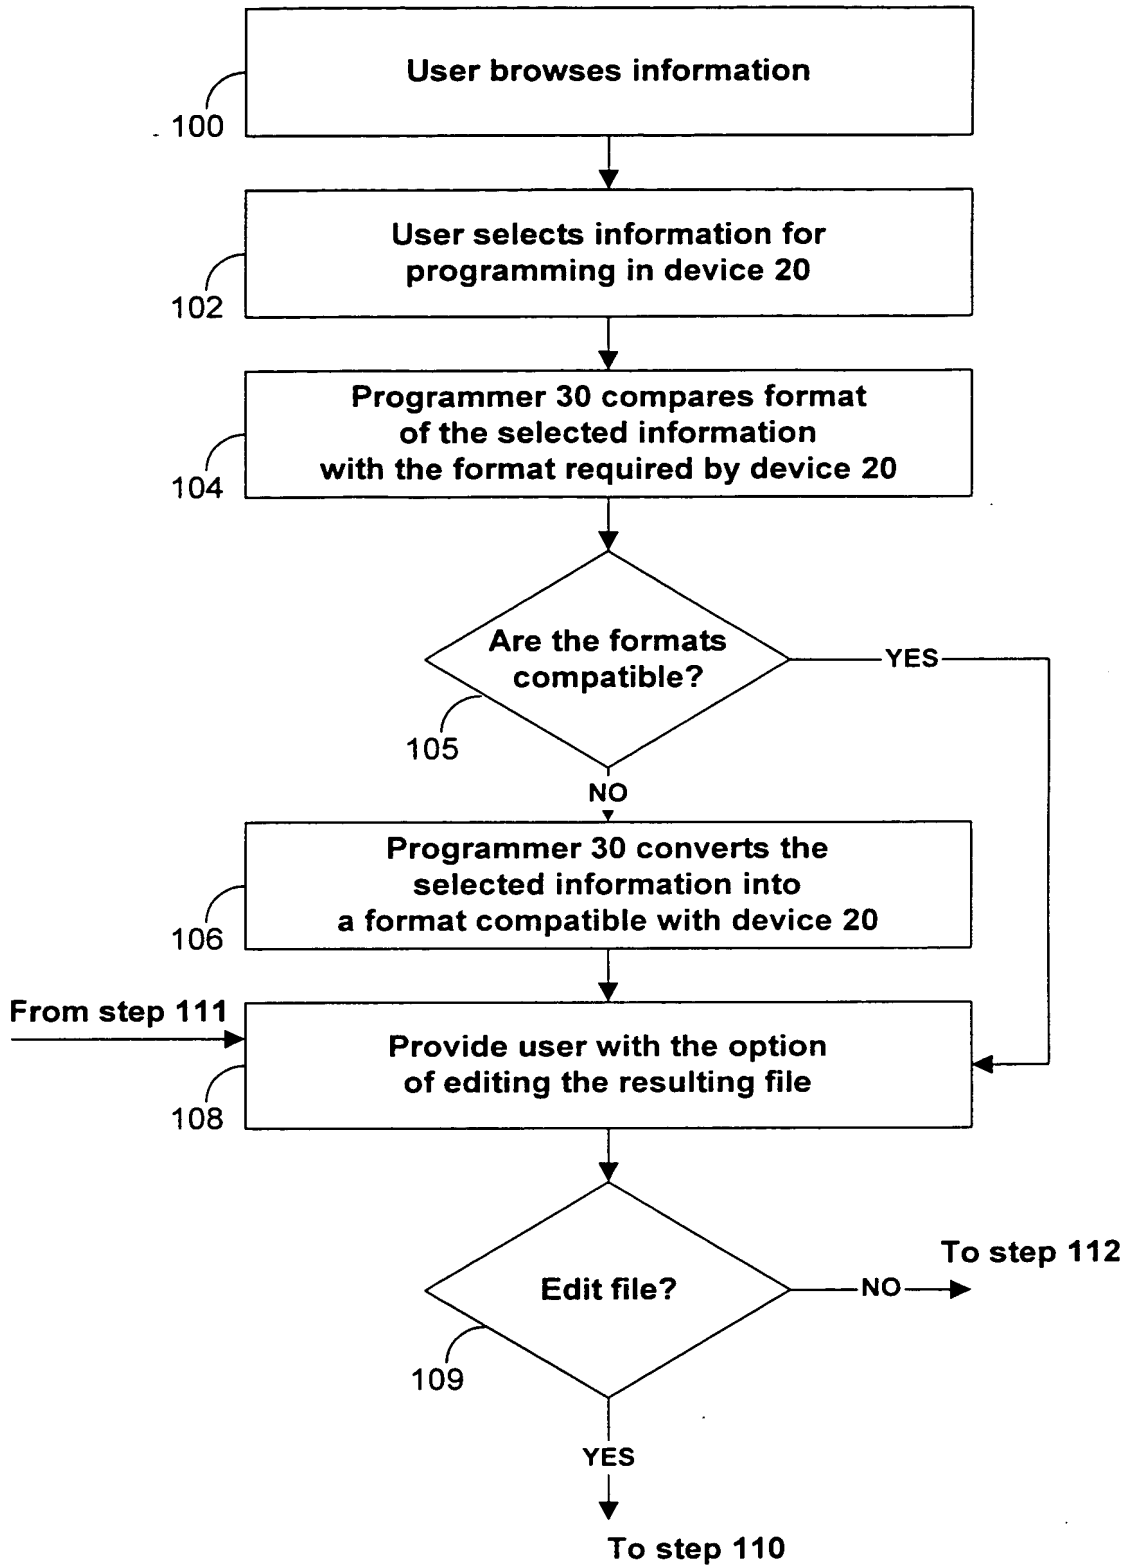 User browses information
100
User selects information for
programming in device 20
102
Programmer 30 compares format
of the selected information
with the format required by device 20
104
Are the formats
compatible?
YES
105
NO
Programmer 30 converts the
selected information into
a format compatible with device 20
106
From step 111
Provide user with the option
of editing the resulting file
108
To step 112
Edit file?
NO
109
YES
To step 110